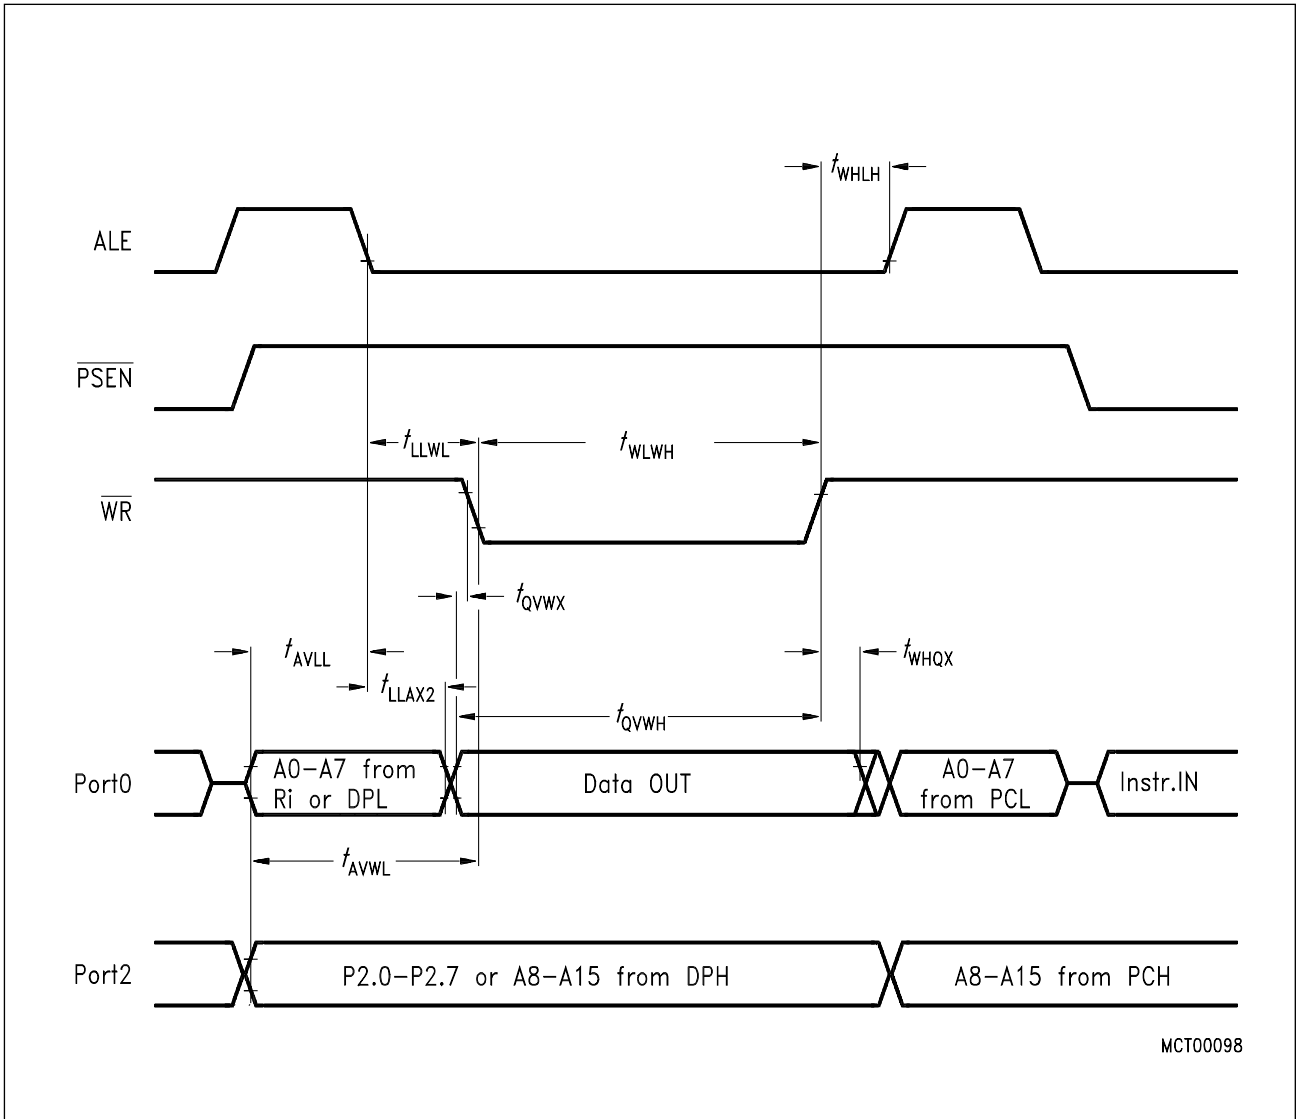 tWHLH
ALE
PSEN
tLLWL
tWLWH
WR
tQVWX
tAVLL
tWHQX
tLLAX2
tQVWH
Port0
A0-A7 from
Ri or DPL
Data OUT
A0-A7
from PCL
Instr.IN
tAVWL
Port2
P2.0-P2.7 or A8-A15 from DPH
A8-A15 from PCH
MCT00098